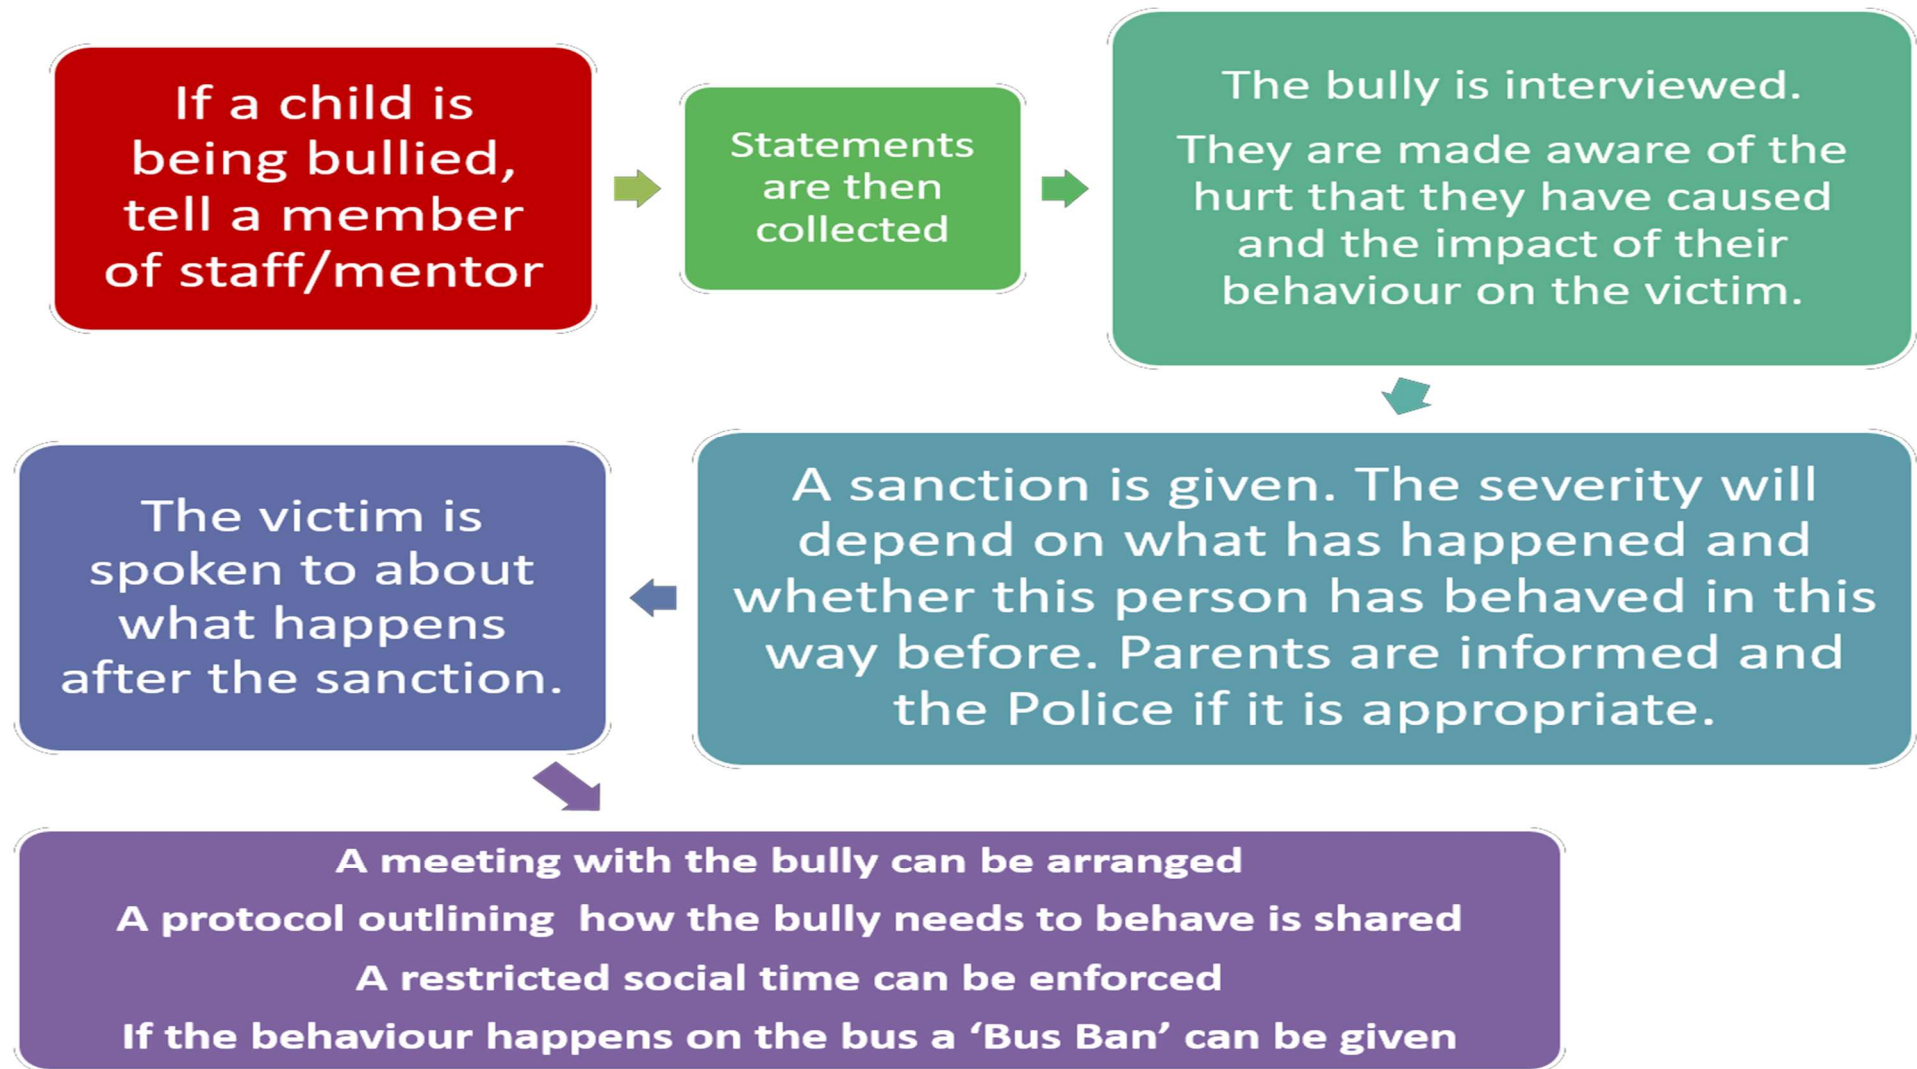 If a child is
being bullied,
tell a member
of staff/mentor
Statements
are then
collected
The bully is interviewed.
They are made aware of the
hurt that they have caused
and the impact of their
behaviour on the victim.
A sanction is given. The severity will
depend on what has happened and
whether this person has behaved in this
way before. Parents are informed and
the Police if it is appropriate.
The victim is
spoken to about
what happens
after the sanction.
A meeting with the bully can be arranged
A protocol outlining  how the bully needs to behave is shared
A restricted social time can be enforced
If the behaviour happens on the bus a ‘Bus Ban’ can be given